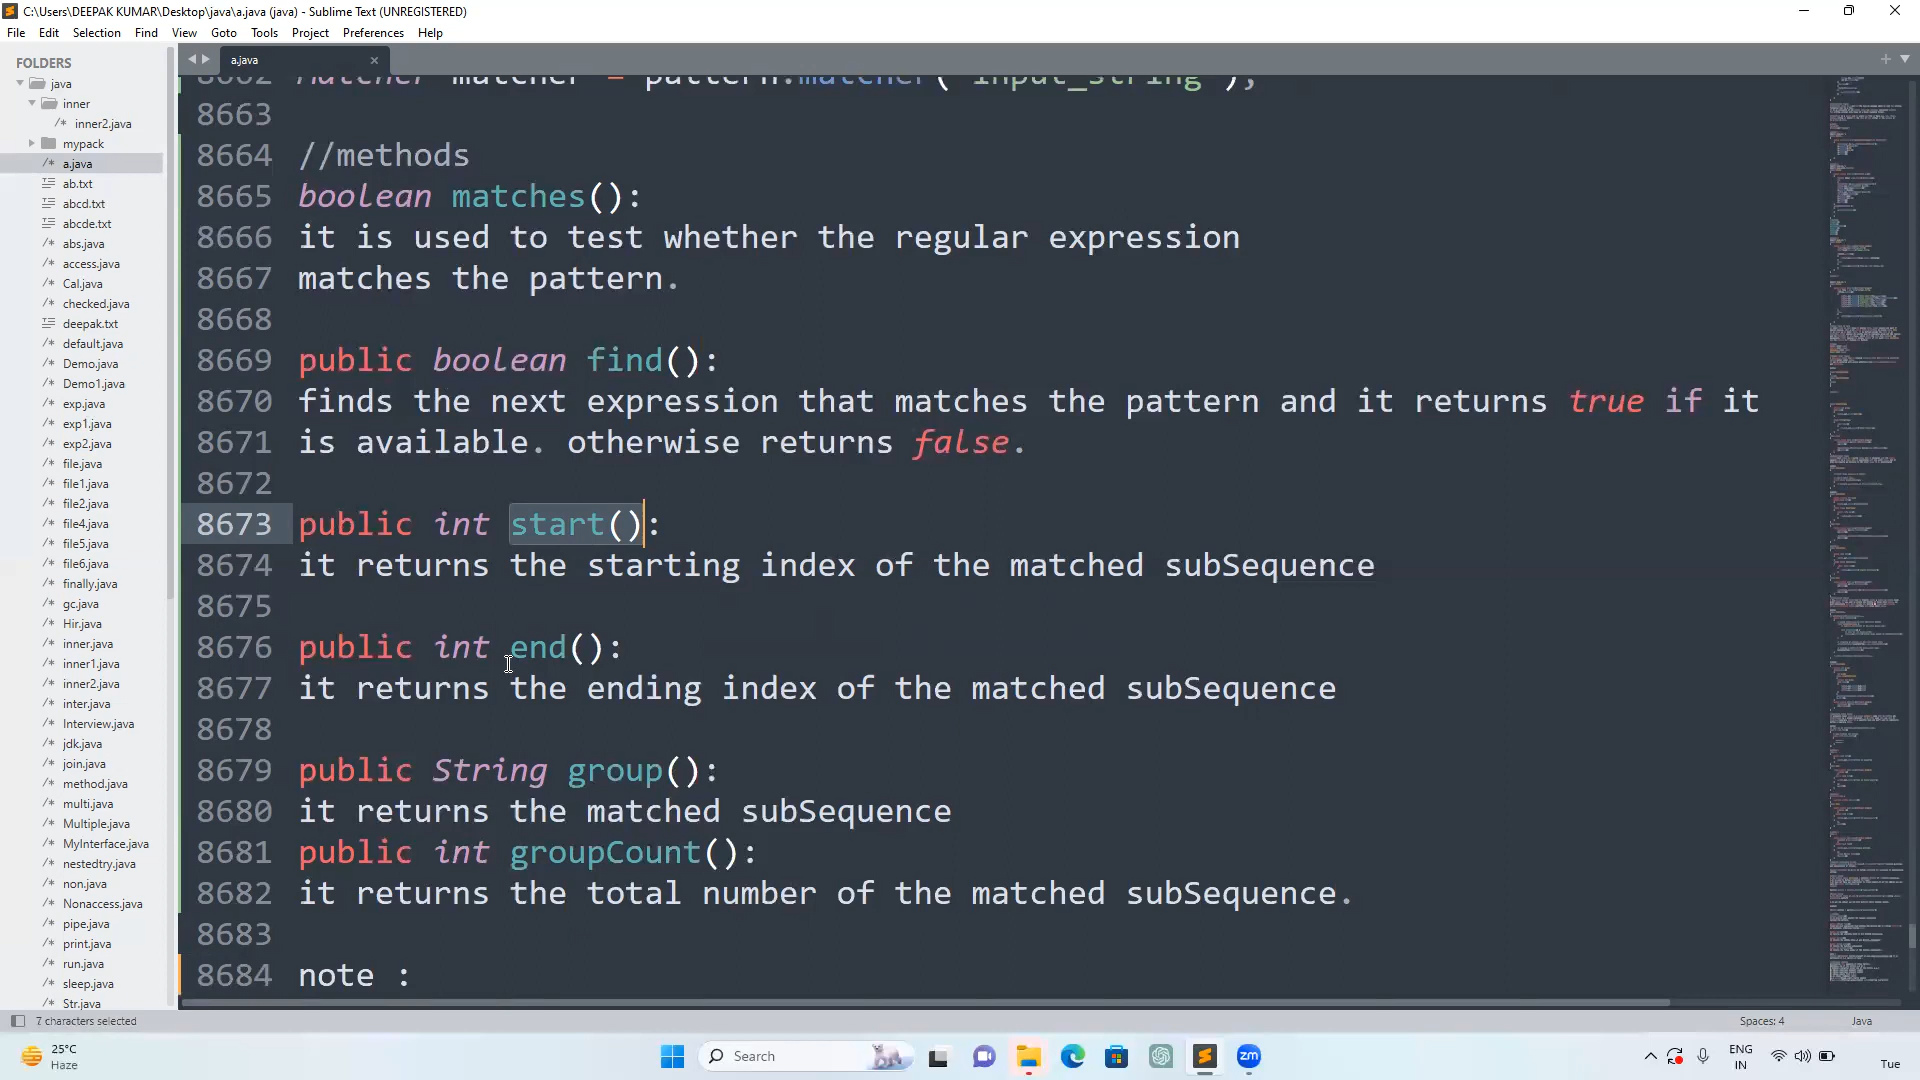 C:\Users\DEEPAK KUMAR\Desktop\java\a.java (java) - Sublime Text (UNREGISTERED)
File Edit Selection Find View Goto Tools Project Preferences Help
FOLDERS
java
inner
inner2.java
mypack
a.java
ab.txt
abcd.txt
abcde.txt
abs.java
access.java
Cal.java
checked.java
deepak.txt
default.java
Demo.java
Demo1.java
exp.java
exp1.java
exp2.java
file.java
file1.java
file2.java
file4.java
file5.java
file6.java
finally.java
gc.java
Hir.java
inner.java
inner1.java
inner2.java
inter.java
Interview.java
jdk.java
join.java
method.java
multi.java
Multiple.java
MyInterface.java
nestedtry.java
non.java
Nonaccess.java
pipe.java
print.java
run.java
sleep.java
Str.java
a.java
8662 Matcher matcher = pattern.matcher("input_string");
8663
8664 //methods
8665 boolean matches():
8666 it is used to test whether the regular expression
8667 matches the pattern.
8668
8669 public boolean find():
8670 finds the next expression that matches the pattern and it returns true if it
8671 is available. otherwise returns false.
8672
8673 public int start():
8674 it returns the starting index of the matched subSequence
8675
8676 public int end():
8677 it returns the ending index of the matched subSequence
8678
8679 public String group():
8680 it returns the matched subSequence
8681 public int groupCount():
8682 it returns the total number of the matched subSequence.
8683
8684 note :
7 characters selected
Spaces: 4
Java
25°C
Haze
Search
zm
ENG
IN
Tue